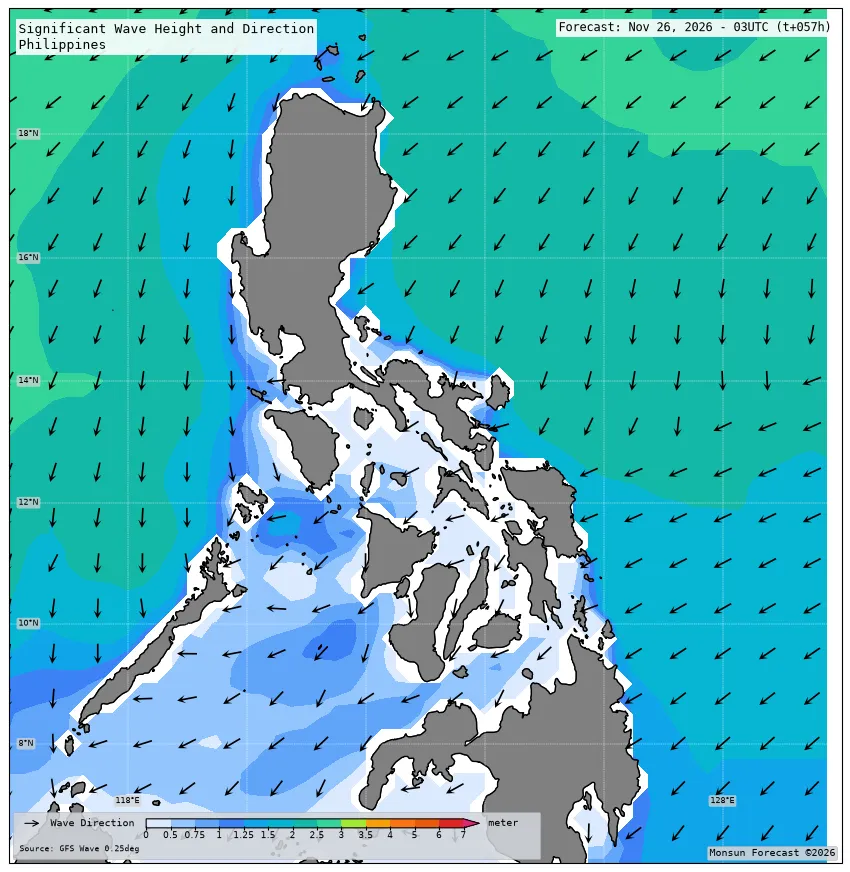 Significant Wave Height and Direction
Philippines
Forecast: Nov 26, 2026 - 03UTC (t+057h)
18°N
16°N
14°N
12°N
10°N
8°N
118°E
128°E
Wave Direction
0 0.5 0.75 1 1.25 1.5 2 2.5 3 3.5 4 5 6 7
meter
Source: GFS Wave 0.25deg
Monsun Forecast ©2026